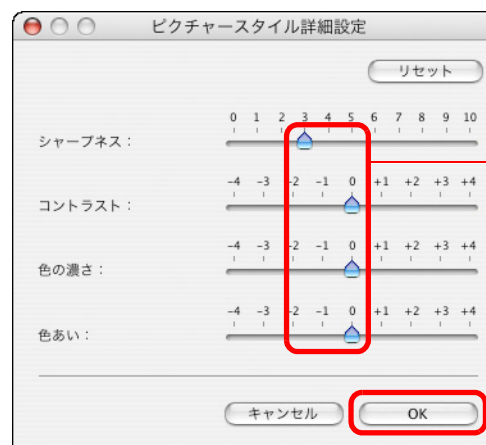 ピクチャースタイル詳細設定
リセット
0 1 2 3 4 5 6 7 8 9 10
シャープネス：
-4 -3 -2 -1 0 +1 +2 +3 +4
コントラスト：
-4 -3 -2 -1 0 +1 +2 +3 +4
色の濃さ：
-4 -3 -2 -1 0 +1 +2 +3 +4
色あい：
キャンセル OK